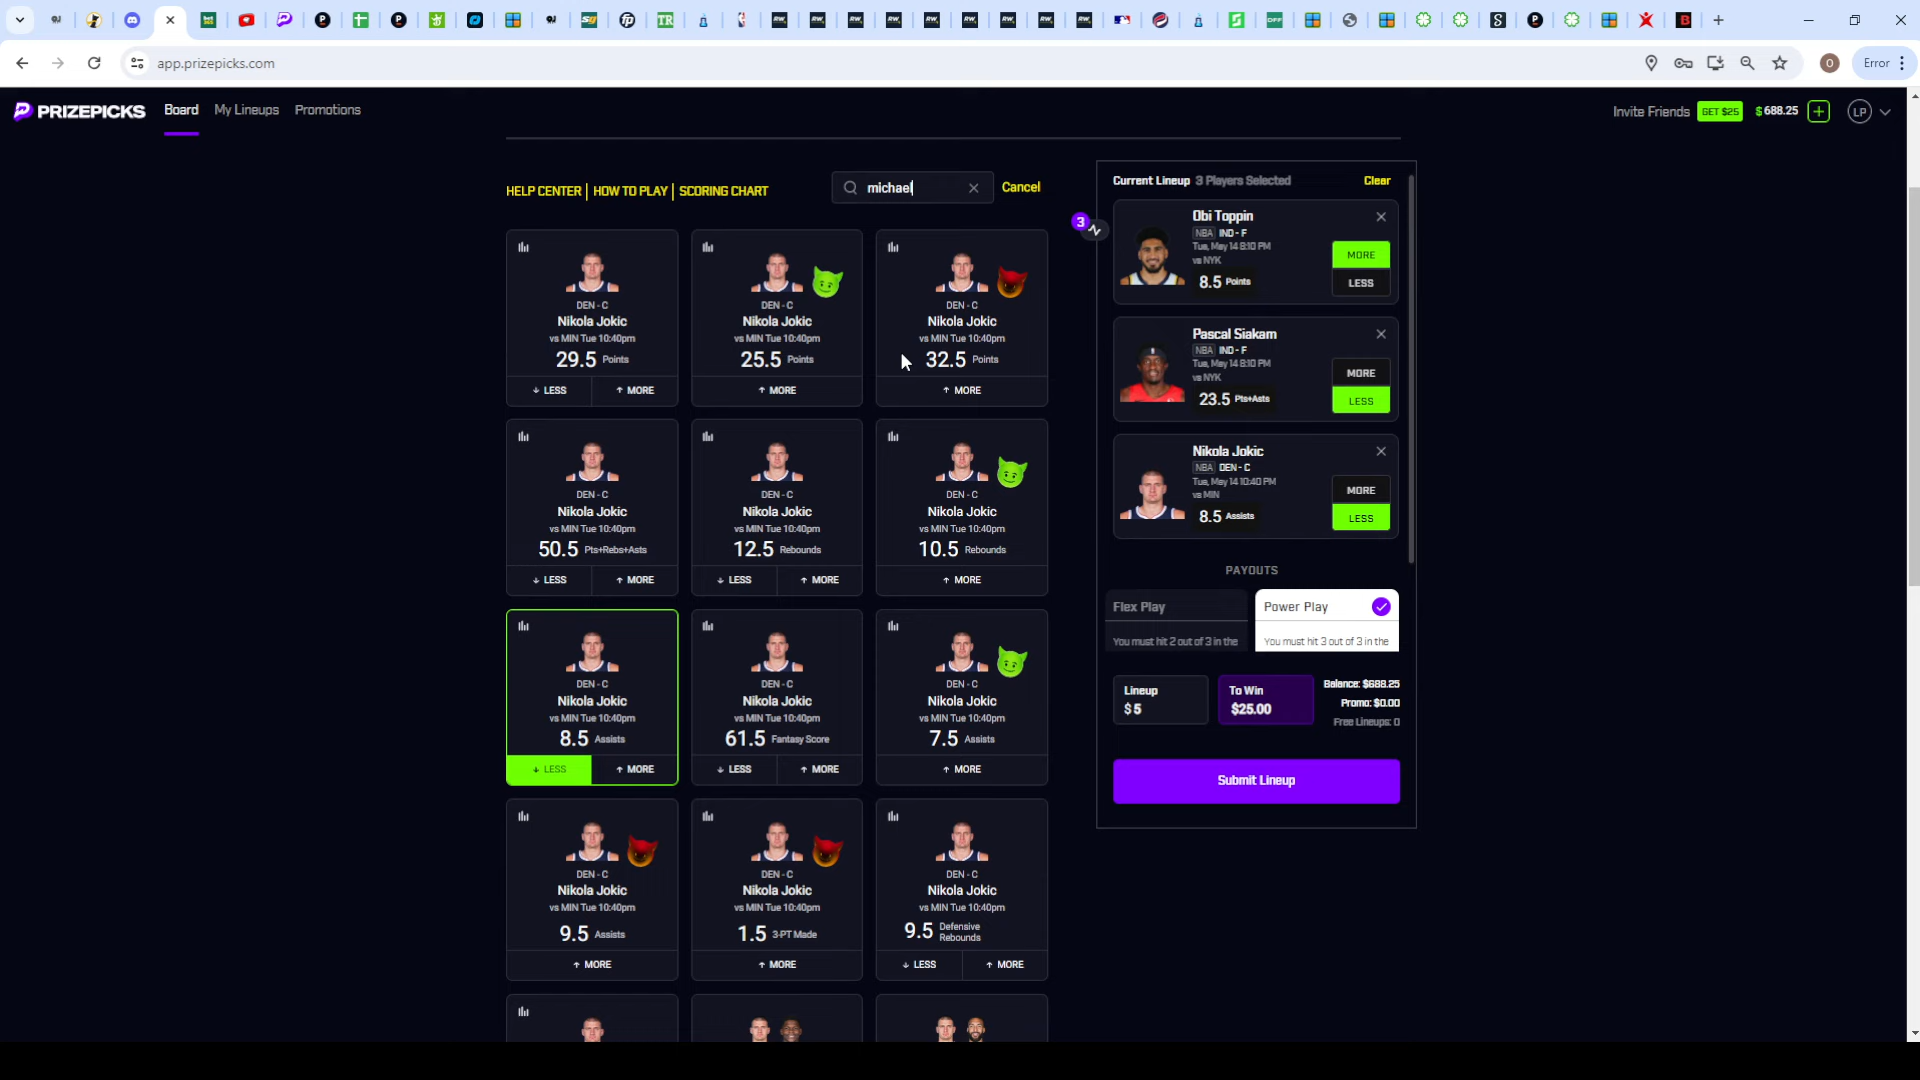 app.prizepicks.com
Error
PRIZEPICKS
Board
My Lineups
Promotions
Invite Friends
GET $25
$ 688.25
LP
HELP CENTER | HOW TO PLAY | SCORING CHART
michael
Cancel
DEN - C
Nikola Jokic
vs MIN Tue 10:40pm
29.5 Points
LESS
MORE
DEN - C
Nikola Jokic
vs MIN Tue 10:40pm
25.5 Points
MORE
DEN - C
Nikola Jokic
vs MIN Tue 10:40pm
32.5 Points
MORE
DEN - C
Nikola Jokic
vs MIN Tue 10:40pm
50.5 Pts+Rebs+Asts
LESS
MORE
DEN - C
Nikola Jokic
vs MIN Tue 10:40pm
12.5 Rebounds
LESS
MORE
DEN - C
Nikola Jokic
vs MIN Tue 10:40pm
10.5 Rebounds
MORE
DEN - C
Nikola Jokic
vs MIN Tue 10:40pm
8.5 Assists
LESS
MORE
DEN - C
Nikola Jokic
vs MIN Tue 10:40pm
61.5 Fantasy Score
LESS
MORE
DEN - C
Nikola Jokic
vs MIN Tue 10:40pm
7.5 Assists
MORE
DEN - C
Nikola Jokic
vs MIN Tue 10:40pm
9.5 Assists
MORE
DEN - C
Nikola Jokic
vs MIN Tue 10:40pm
1.5 3-PT Made
MORE
DEN - C
Nikola Jokic
vs MIN Tue 10:40pm
9.5 Defensive
Rebounds
LESS
MORE
3
Current Lineup 3 Players Selected
Clear
Obi Toppin
NBA IND - F
Tue, May 14 8:10 PM
vs NYK
8.5 Points
MORE
LESS
Pascal Siakam
NBA IND - F
Tue, May 14 8:10 PM
vs NYK
23.5 Pts+Asts
MORE
LESS
Nikola Jokic
NBA DEN - C
Tue, May 14 10:40 PM
vs MIN
8.5 Assists
MORE
LESS
PAYOUTS
Flex Play
You must hit 2 out of 3 in the
Power Play
You must hit 3 out of 3 in the
Lineup
$ 5
To Win
$25.00
Balance: $688.25
Promo: $0.00
Free Lineups: 0
Submit Lineup